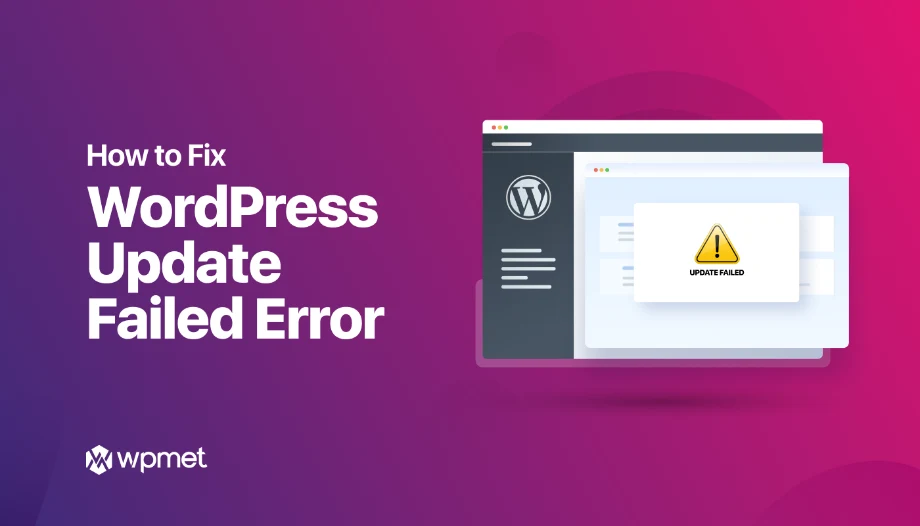 How to Fix
WordPress
Update
Failed Error
UPDATE FAILED
wpmet